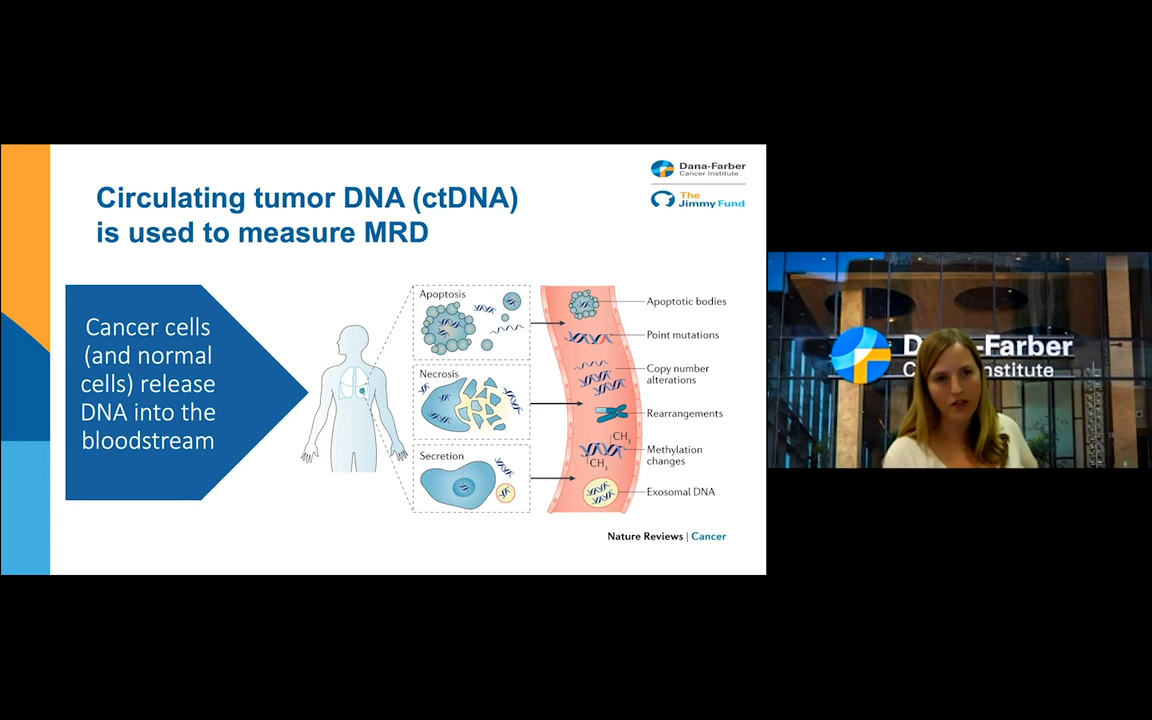 Dana-Farber
Cancer Institute
The
Jimmy Fund
Circulating tumor DNA (ctDNA)
is used to measure MRD
Cancer cells
(and normal
cells) release
DNA into the
bloodstream
Apoptosis
Necrosis
Secretion
Apoptotic bodies
Point mutations
Copy number
alterations
Rearrangements
CH3
Methylation
changes
CH3
Exosomal DNA
Nature Reviews | Cancer
Dana-Farber
C Institute